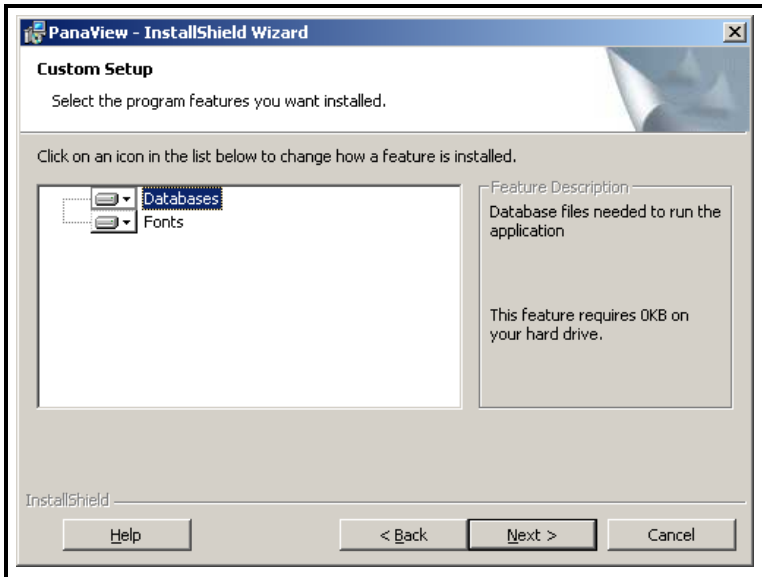 PanaView - InstallShield Wizard
Custom Setup
Select the program features you want installed.
Click on an icon in the list below to change how a feature is installed.
Databases
Fonts
Feature Description
Database files needed to run the
application
This feature requires 0KB on
your hard drive.
InstallShield
Help
< Back
Next >
Cancel